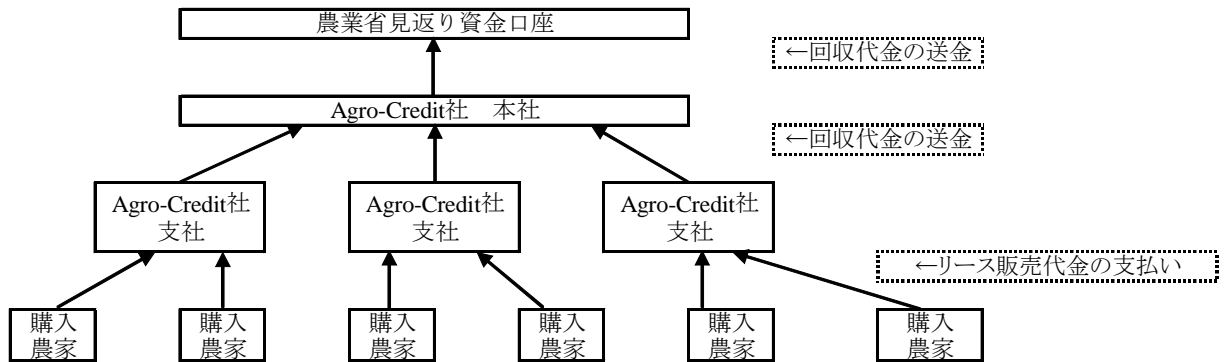 農業省見返り資金口座
←回収代金の送金
Agro-Credit社　本社
←回収代金の送金
Agro-Credit社
支社
Agro-Credit社
支社
Agro-Credit社
支社
←リース販売代金の支払い
購入
農家
購入
農家
購入
農家
購入
農家
購入
農家
購入
農家